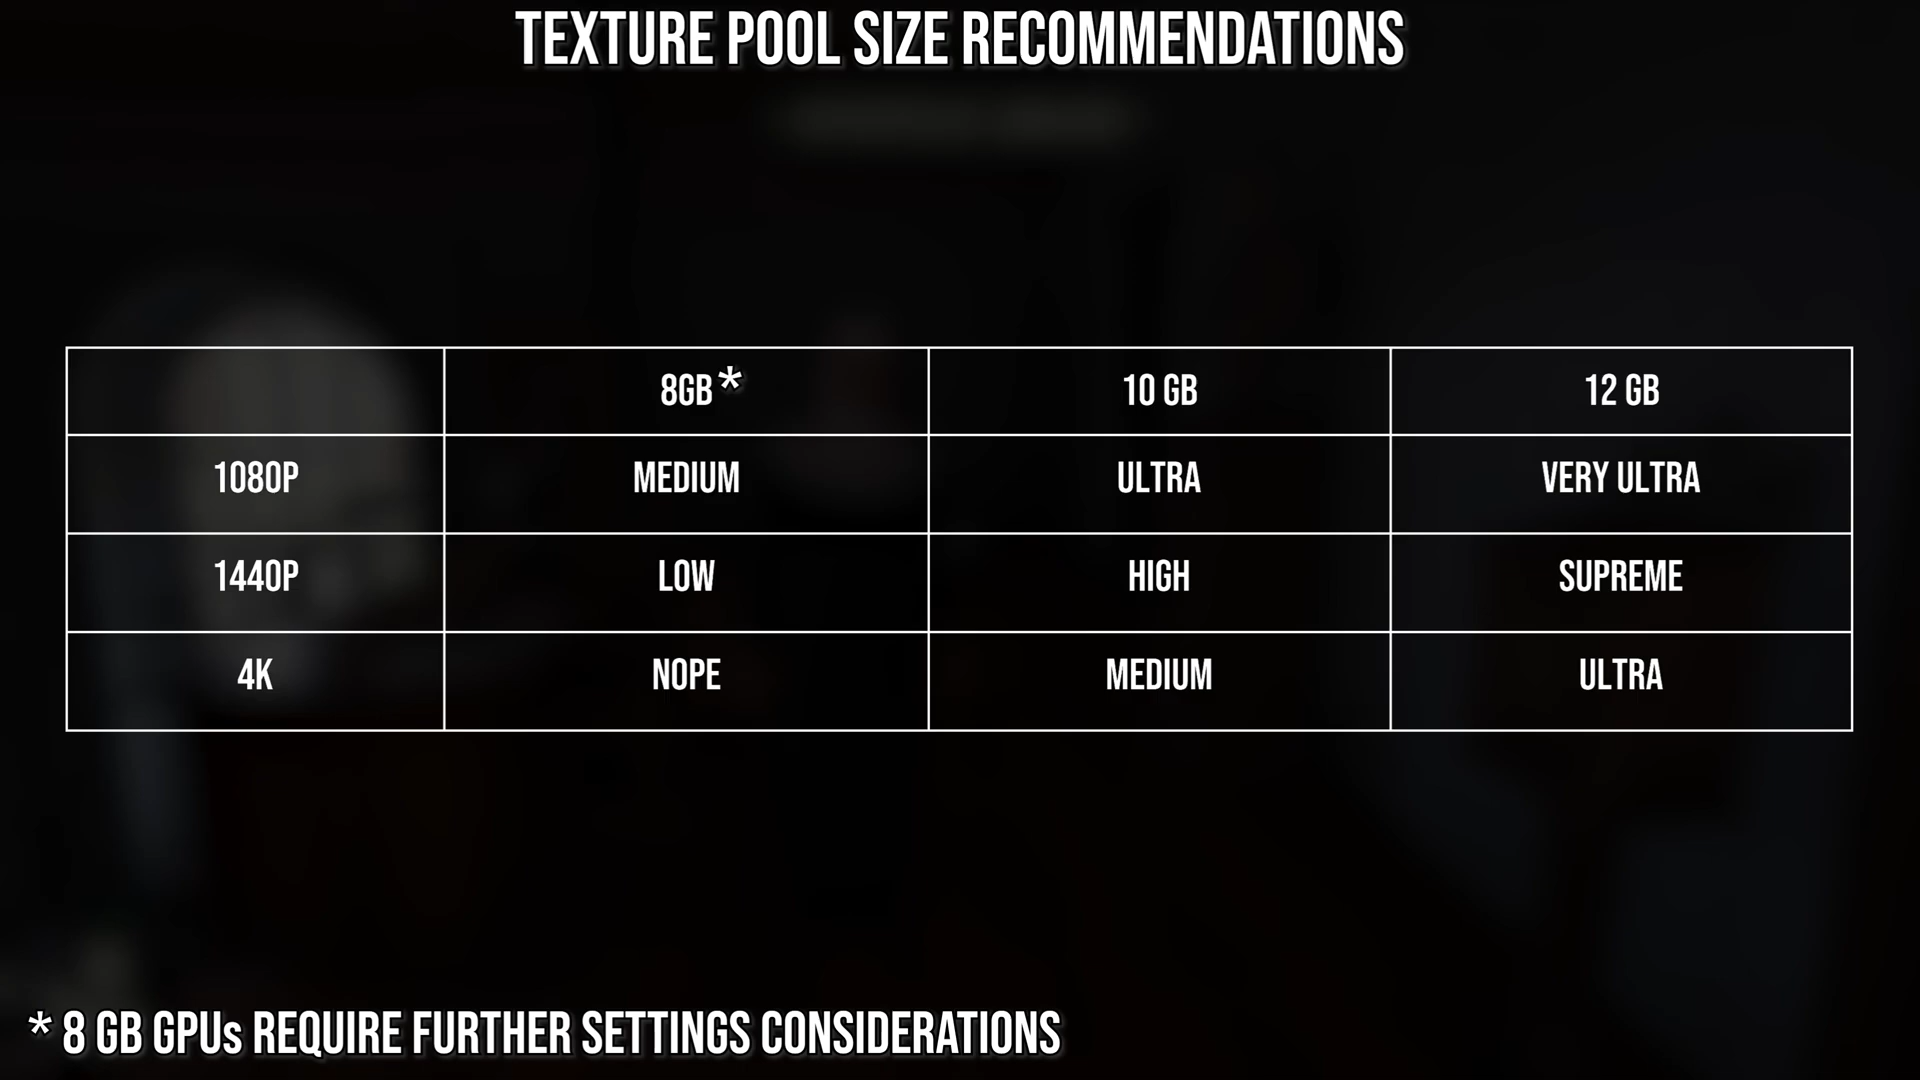 TEXTURE POOL SIZE RECOMMENDATIONS
8GB* 10 GB 12 GB
1080P MEDIUM ULTRA VERY ULTRA
1440P LOW HIGH SUPREME
4K NOPE MEDIUM ULTRA
* 8 GB GPUs REQUIRE FURTHER SETTINGS CONSIDERATIONS